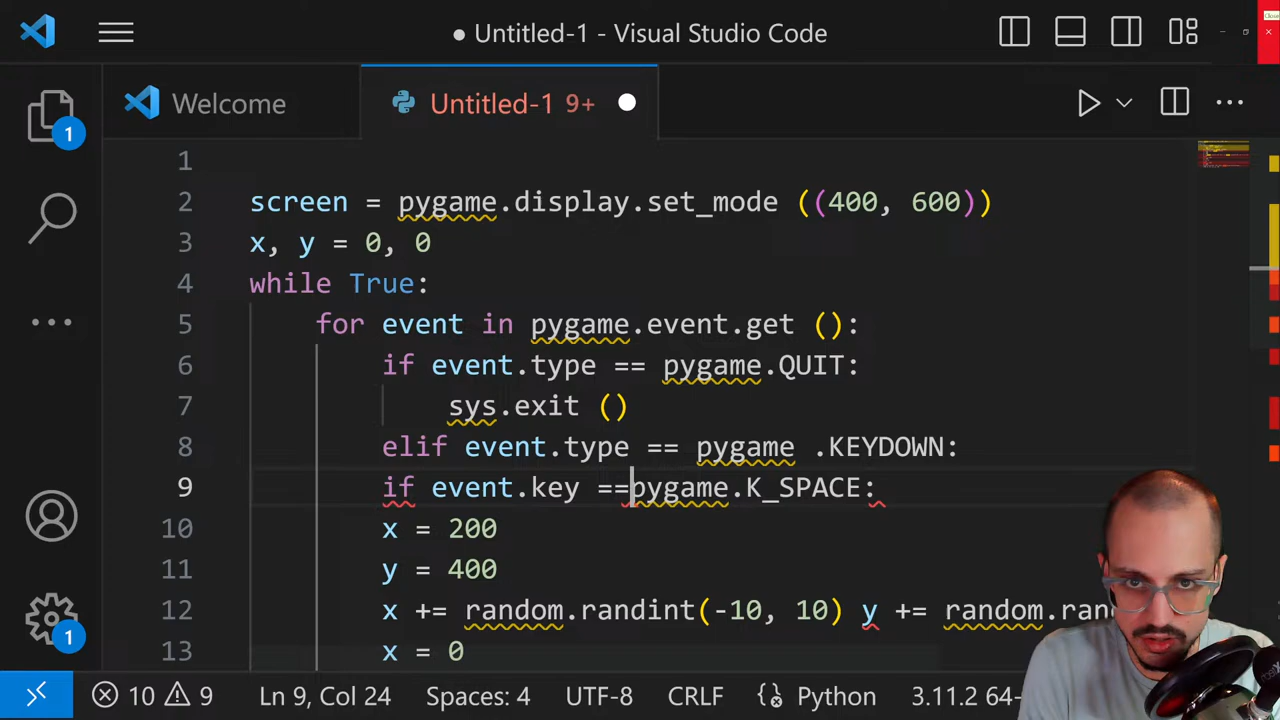 ● Untitled-1 - Visual Studio Code
Close
Welcome
Untitled-1 9+
1
1
2 screen = pygame.display.set_mode ((400, 600))
3 x, y = 0, 0
4 while True:
5 for event in pygame.event.get ():
6 if event.type == pygame.QUIT:
7 sys.exit ()
8 elif event.type == pygame .KEYDOWN:
9 if event.key ==pygame.K_SPACE:
10 x = 200
11 y = 400
12 x += random.randint(-10, 10) y += random.ran
13 x = 0
1
10 9 Ln 9, Col 24 Spaces: 4 UTF-8 CRLF Python 3.11.2 64-